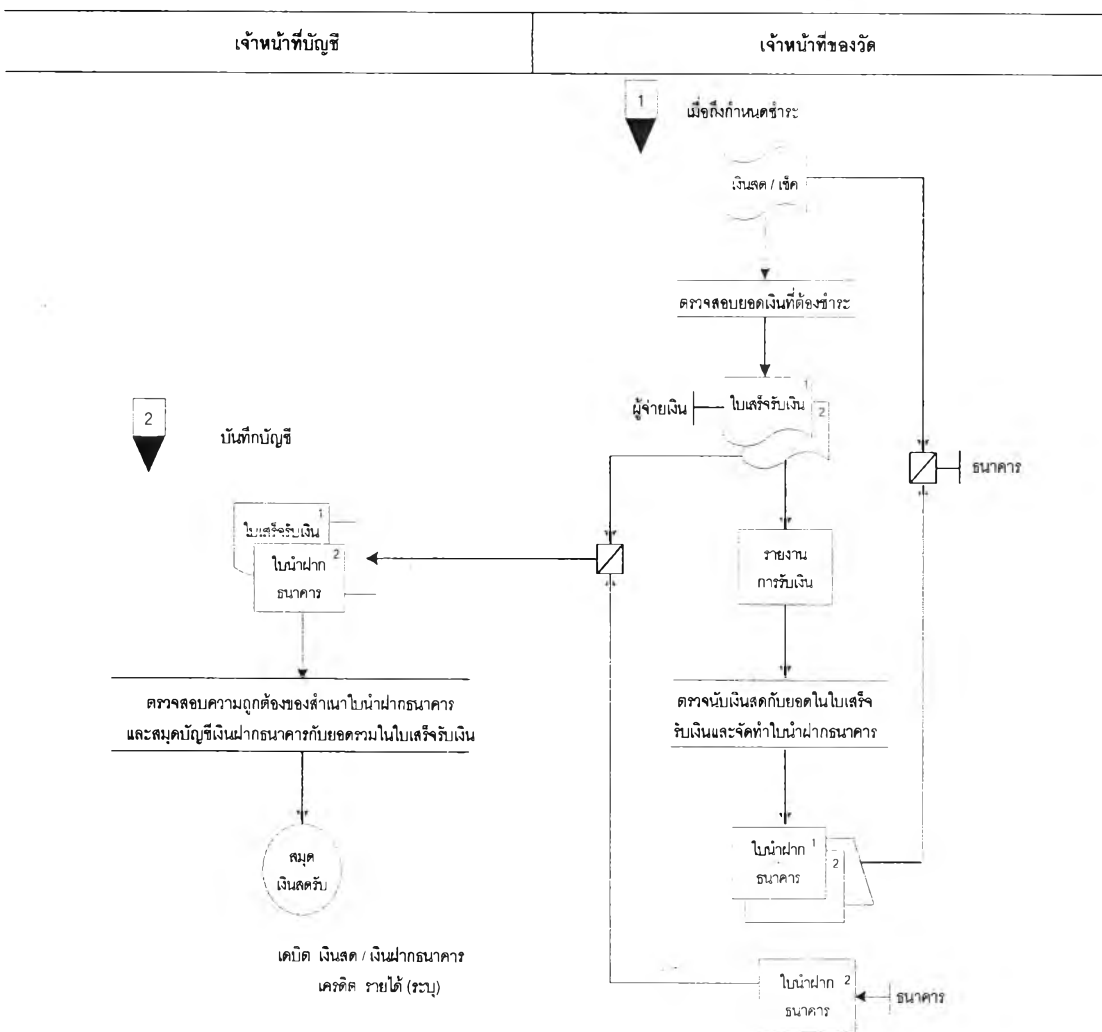 เจ้าหน้าที่บัญชี
เจ้าหน้าที่ของวัด
1
เมื่อถึงกำหนดชำระ
เงินสด / เช็ค
ตรวจสอบยอดเงินที่ต้องชำระ
ผู้จ่ายเงิน
1
ใบเสร็จรับเงิน
2
ธนาคาร
รายงาน
การรับเงิน
ตรวจนับเงินสดกับยอดในใบเสร็จ
รับเงินและจัดทำใบนำฝากธนาคาร
ใบนำฝาก 1
ธนาคาร
2
ใบนำฝาก 2
ธนาคาร
ธนาคาร
2
บันทึกบัญชี
1
ใบเสร็จรับเงิน
ใบนำฝาก 2
ธนาคาร
ตรวจสอบความถูกต้องของสำเนาใบนำฝากธนาคาร
และสมุดบัญชีเงินฝากธนาคารกับยอดรวมในใบเสร็จรับเงิน
สมุด
เงินสดรับ
เดบิต เงินสด / เงินฝากธนาคาร
เครดิต รายได้ (ระบุ)